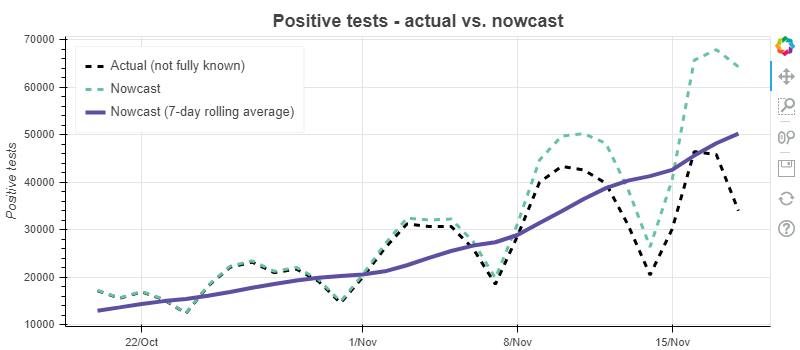 Positive tests - actual vs. nowcast
70000
60000
50000
40000
30000
20000
10000
Positive tests
Actual (not fully known)
Nowcast
Nowcast (7-day rolling average)
22/Oct
1/Nov
8/Nov
15/Nov